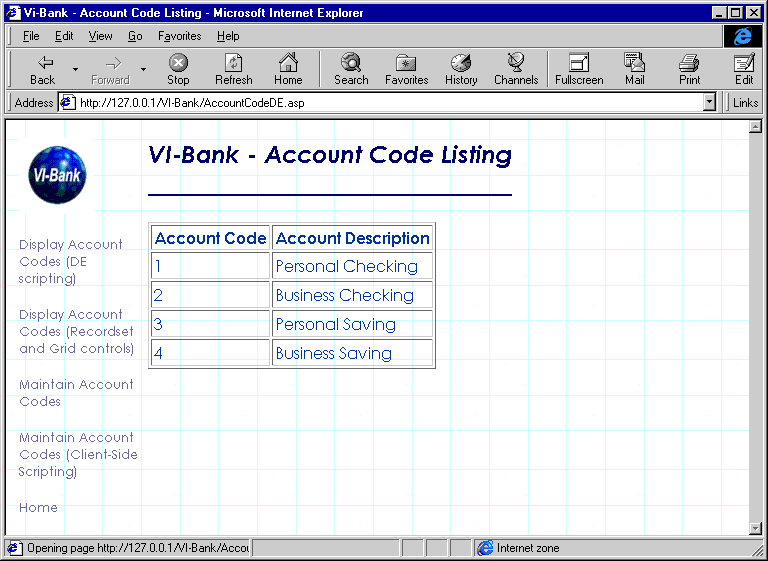 Vi-Bank - Account Code Listing - Microsoft Internet Explorer
File Edit View Go Favorites Help
Back Forward Stop Refresh Home Search Favorites History Channels Fullscreen Mail Print Edit
Address http://127.0.0.1/VI-Bank/AccountCodeDE.asp Links
VI-Bank
VI-Bank - Account Code Listing
Display Account
Codes (DE
scripting)
Display Account
Codes (Recordset
and Grid controls)
Maintain Account
Codes
Maintain Account
Codes (Client-Side
Scripting)
Home
Account Code Account Description
1 Personal Checking
2 Business Checking
3 Personal Saving
4 Business Saving
Opening page http://127.0.0.1/VI-Bank/Accou Internet zone